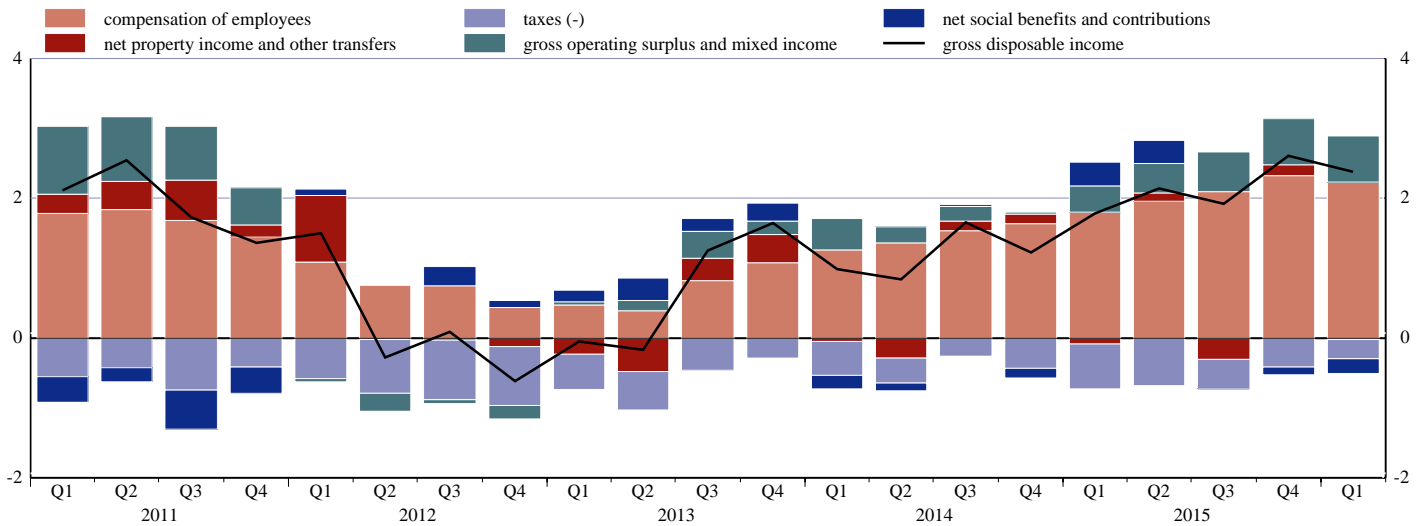 compensation of employees taxes (-) net social benefits and contributions
net property income and other transfers gross operating surplus and mixed income gross disposable income
4 4
2 2
0 0
-2 -2
Q1 Q2 Q3 Q4 Q1 Q2 Q3 Q4 Q1 Q2 Q3 Q4 Q1 Q2 Q3 Q4 Q1 Q2 Q3 Q4 Q1
2011 2012 2013 2014 2015